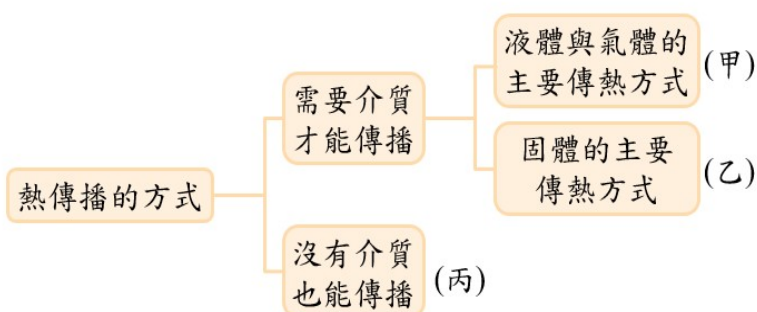 熱傳播的方式
需要介質
才能傳播
液體與氣體的
主要傳熱方式
(甲)
固體的主要
傳熱方式
(乙)
沒有介質
也能傳播
(丙)